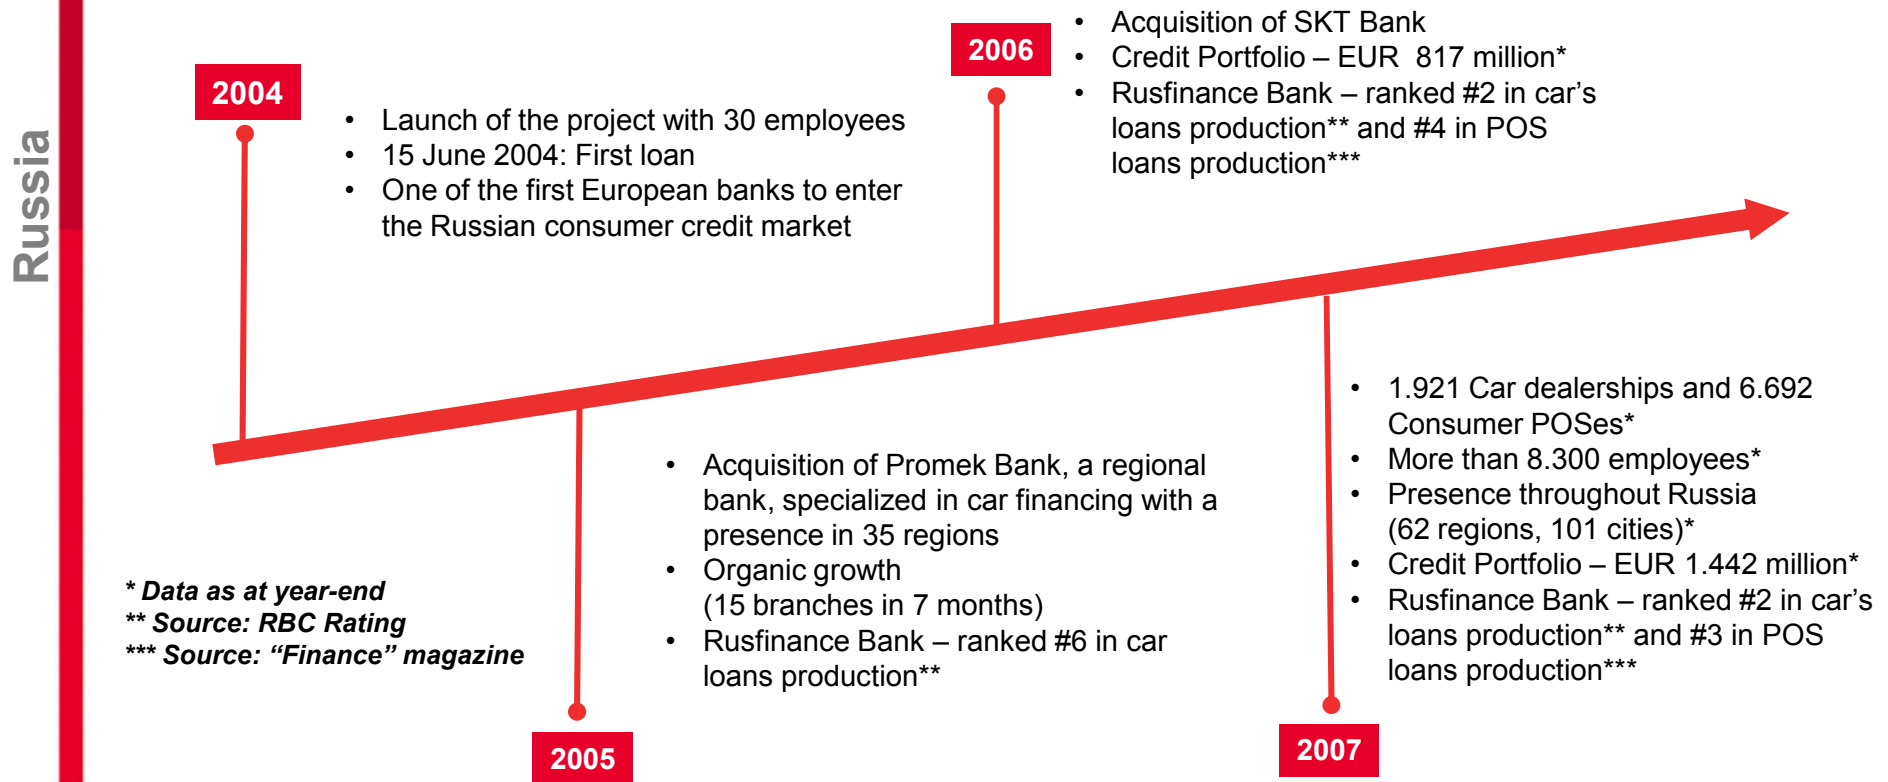 Russia
2004
• Launch of the project with 30 employees
• 15 June 2004: First loan
• One of the first European banks to enter
the Russian consumer credit market
2006
• Acquisition of SKT Bank
• Credit Portfolio – EUR 817 million*
• Rusfinance Bank – ranked #2 in car’s
loans production** and #4 in POS
loans production***
2005
• Acquisition of Promek Bank, a regional
bank, specialized in car financing with a
presence in 35 regions
• Organic growth
(15 branches in 7 months)
• Rusfinance Bank – ranked #6 in car
loans production**
2007
• 1.921 Car dealerships and 6.692
Consumer POSes*
• More than 8.300 employees*
• Presence throughout Russia
(62 regions, 101 cities)*
• Credit Portfolio – EUR 1.442 million*
• Rusfinance Bank – ranked #2 in car’s
loans production** and #3 in POS
loans production***
* Data as at year-end
** Source: RBC Rating
*** Source: “Finance” magazine